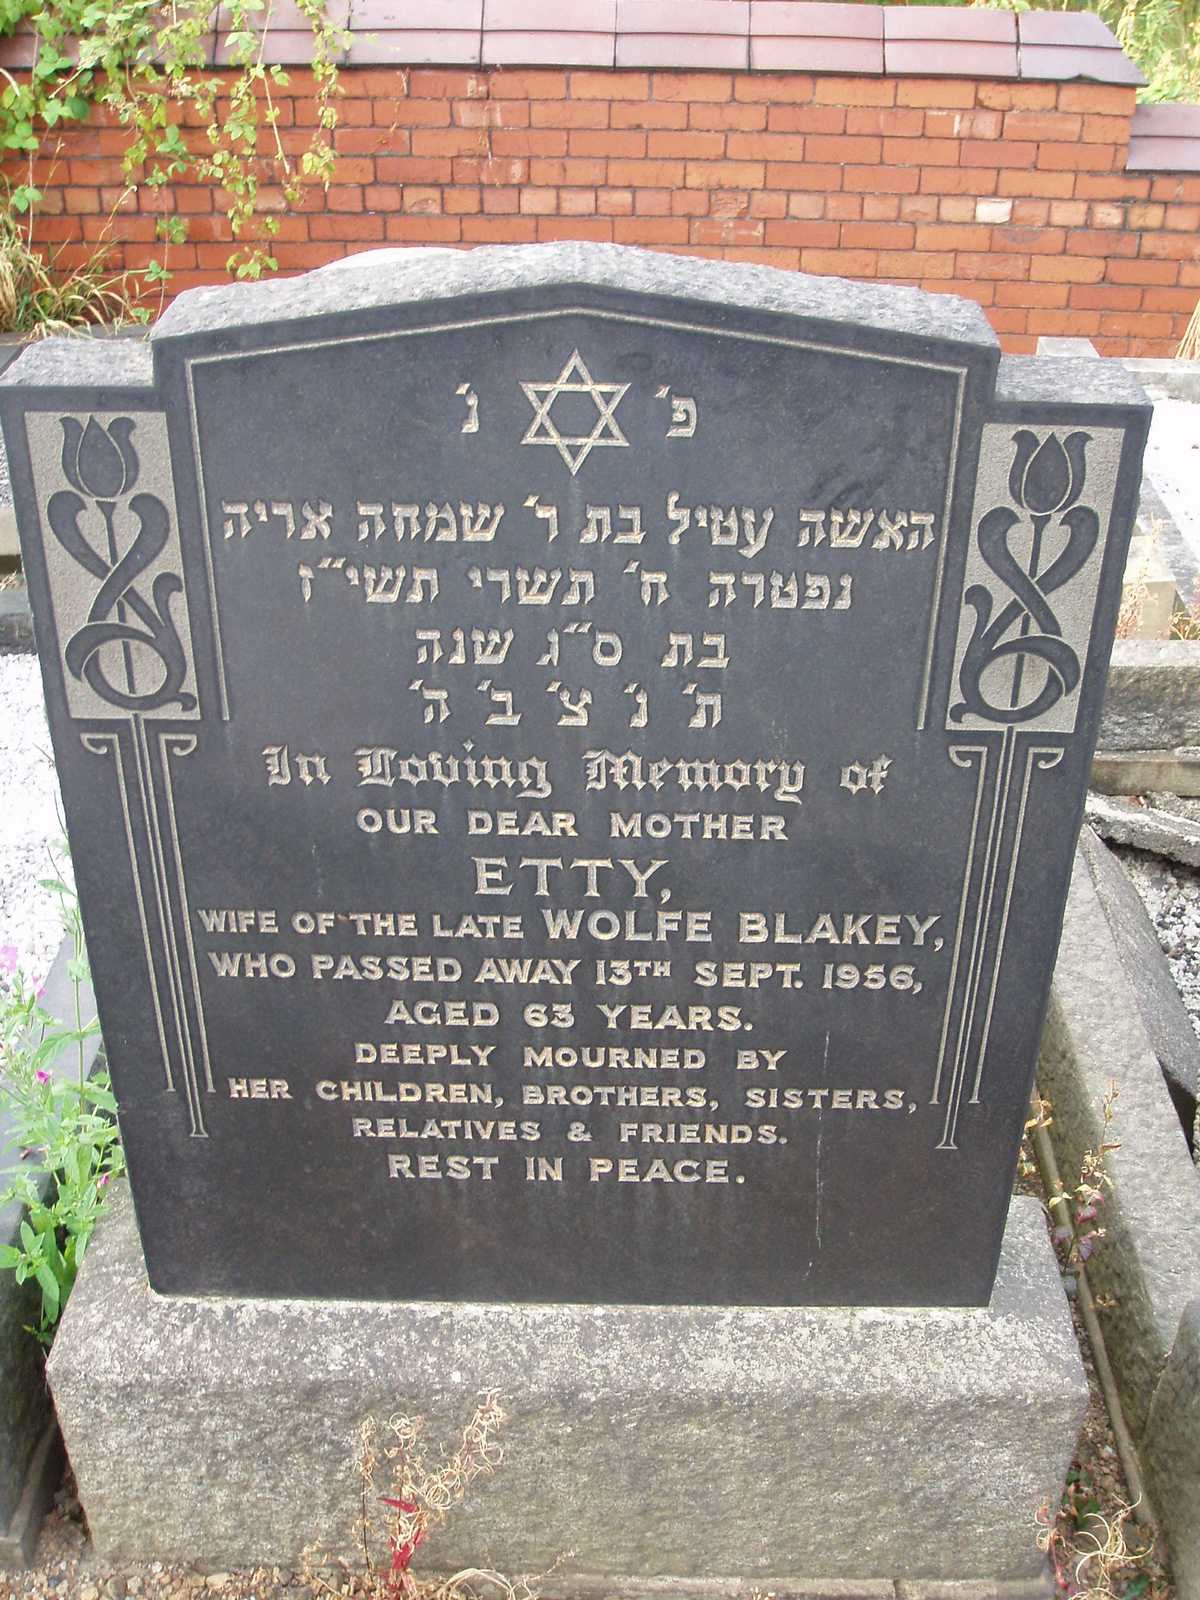 פ׳ נ׳
האשה עטיל בת ר׳ שמחה אריה
נפטרה ח׳ תשרי תשי״ז
בת ס״ג שנה
ת׳ נ׳ צ׳ ב׳ ה׳
In Loving Memory of
OUR DEAR MOTHER
ETTY,
WIFE OF THE LATE WOLFE BLAKEY,
WHO PASSED AWAY 13TH SEPT. 1956,
AGED 63 YEARS.
DEEPLY MOURNED BY
HER CHILDREN, BROTHERS, SISTERS,
RELATIVES & FRIENDS.
REST IN PEACE.